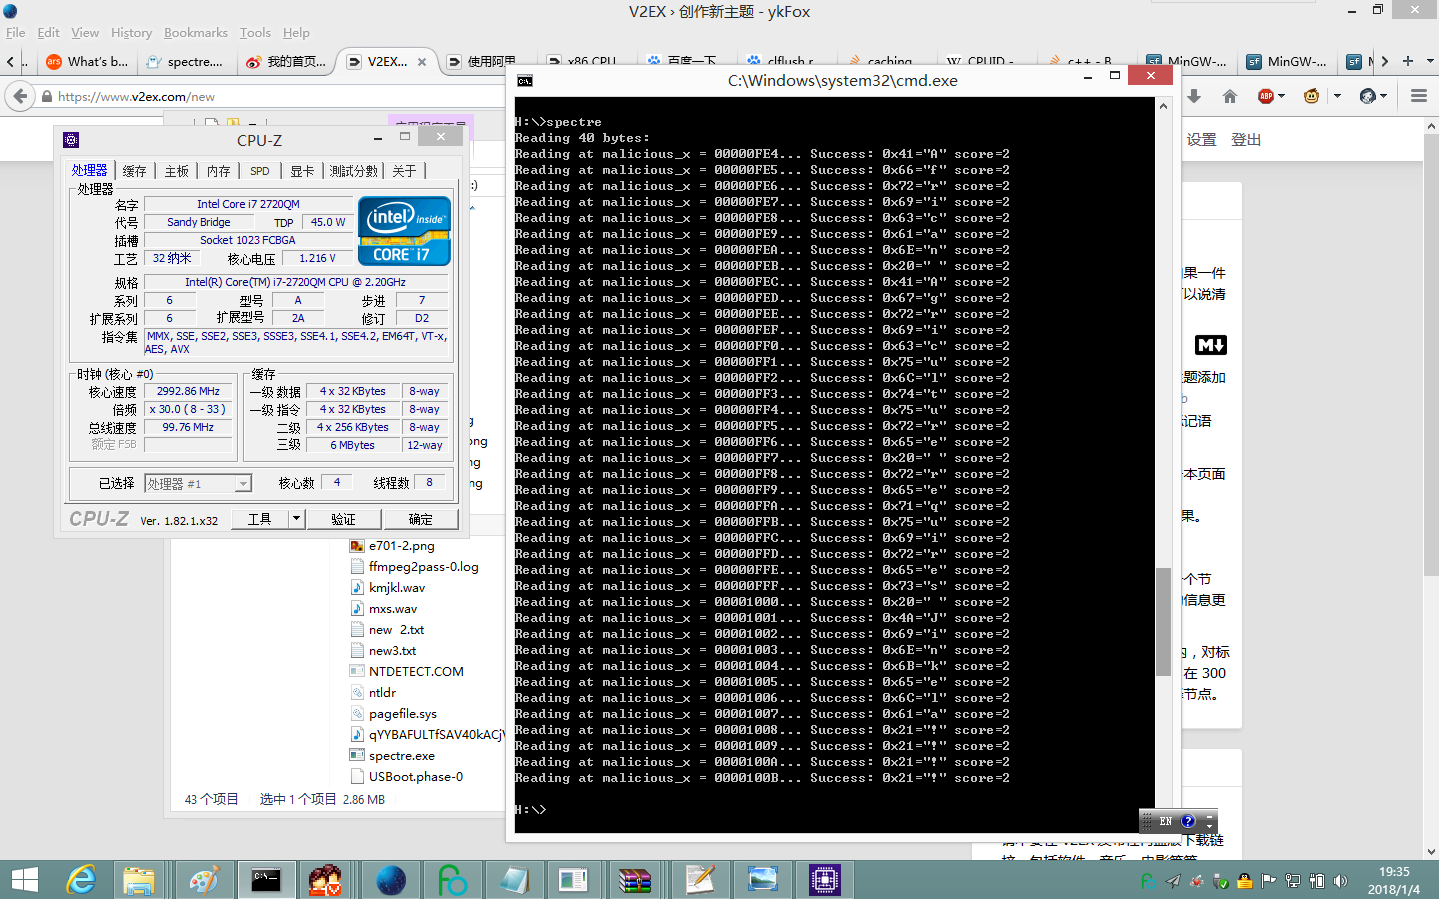 V2EX › 创作新主题 - ykFox
File Edit View History Bookmarks Tools Help
What's b...
spectre....
我的首页...
V2EX...
使用阿里
x86 CPU
百度一下
clflush r
caching
CPUID -
c++ - B
MinGW-...
MinGW-...
https://www.v2ex.com/new
设置 登出
CPU-Z
处理器 缓存 主板 内存 SPD 显卡 測試分數 关于
处理器
名字 Intel Core i7 2720QM
代号 Sandy Bridge TDP 45.0 W
插槽 Socket 1023 FCBGA
工艺 32 纳米 核心电压 1.216 V
intel inside™
CORE i7
规格 Intel(R) Core(TM) i7-2720QM CPU @ 2.20GHz
系列 6 型号 A 步进 7
扩展系列 6 扩展型号 2A 修订 D2
指令集 MMX, SSE, SSE2, SSE3, SSSE3, SSE4.1, SSE4.2, EM64T, VT-x,
AES, AVX
时钟 (核心 #0) 缓存
核心速度 2992.86 MHz 一级 数据 4 x 32 KBytes 8-way
倍频 x 30.0 ( 8 - 33 ) 一级 指令 4 x 32 KBytes 8-way
总线速度 99.76 MHz 二级 4 x 256 KBytes 8-way
额定 FSB 三级 6 MBytes 12-way
已选择 处理器 #1 核心数 4 线程数 8
CPU-Z Ver. 1.82.1.x32 工具 验证 确定
e701-2.png
ffmpeg2pass-0.log
kmjkl.wav
mxs.wav
new  2.txt
new3.txt
NTDETECT.COM
ntldr
pagefile.sys
qYYBAFULTfSAV40kACjV
spectre.exe
USBoot.phase-0
43 个项目 选中 1 个项目 2.86 MB
C:\Windows\system32\cmd.exe
H:\>spectre
Reading 40 bytes:
Reading at malicious_x = 00000FE4... Success: 0x41="A" score=2
Reading at malicious_x = 00000FE5... Success: 0x66="f" score=2
Reading at malicious_x = 00000FE6... Success: 0x72="r" score=2
Reading at malicious_x = 00000FE7... Success: 0x69="i" score=2
Reading at malicious_x = 00000FE8... Success: 0x63="c" score=2
Reading at malicious_x = 00000FE9... Success: 0x61="a" score=2
Reading at malicious_x = 00000FEA... Success: 0x6E="n" score=2
Reading at malicious_x = 00000FEB... Success: 0x20=" " score=2
Reading at malicious_x = 00000FEC... Success: 0x41="A" score=2
Reading at malicious_x = 00000FED... Success: 0x67="g" score=2
Reading at malicious_x = 00000FEE... Success: 0x72="r" score=2
Reading at malicious_x = 00000FEF... Success: 0x69="i" score=2
Reading at malicious_x = 00000FF0... Success: 0x63="c" score=2
Reading at malicious_x = 00000FF1... Success: 0x75="u" score=2
Reading at malicious_x = 00000FF2... Success: 0x6C="l" score=2
Reading at malicious_x = 00000FF3... Success: 0x74="t" score=2
Reading at malicious_x = 00000FF4... Success: 0x75="u" score=2
Reading at malicious_x = 00000FF5... Success: 0x72="r" score=2
Reading at malicious_x = 00000FF6... Success: 0x65="e" score=2
Reading at malicious_x = 00000FF7... Success: 0x20=" " score=2
Reading at malicious_x = 00000FF8... Success: 0x72="r" score=2
Reading at malicious_x = 00000FF9... Success: 0x65="e" score=2
Reading at malicious_x = 00000FFA... Success: 0x71="q" score=2
Reading at malicious_x = 00000FFB... Success: 0x75="u" score=2
Reading at malicious_x = 00000FFC... Success: 0x69="i" score=2
Reading at malicious_x = 00000FFD... Success: 0x72="r" score=2
Reading at malicious_x = 00000FFE... Success: 0x65="e" score=2
Reading at malicious_x = 00000FFF... Success: 0x73="s" score=2
Reading at malicious_x = 00001000... Success: 0x20=" " score=2
Reading at malicious_x = 00001001... Success: 0x4A="J" score=2
Reading at malicious_x = 00001002... Success: 0x69="i" score=2
Reading at malicious_x = 00001003... Success: 0x6E="n" score=2
Reading at malicious_x = 00001004... Success: 0x6B="k" score=2
Reading at malicious_x = 00001005... Success: 0x65="e" score=2
Reading at malicious_x = 00001006... Success: 0x6C="l" score=2
Reading at malicious_x = 00001007... Success: 0x61="a" score=2
Reading at malicious_x = 00001008... Success: 0x21="!" score=2
Reading at malicious_x = 00001009... Success: 0x21="!" score=2
Reading at malicious_x = 0000100A... Success: 0x21="!" score=2
Reading at malicious_x = 0000100B... Success: 0x21="!" score=2
H:\>
果一件
可以说清
M
题添加
记语
本页面
果。
个节
信息更
，对标
在 300
节点。
EN
19:35
2018/1/4